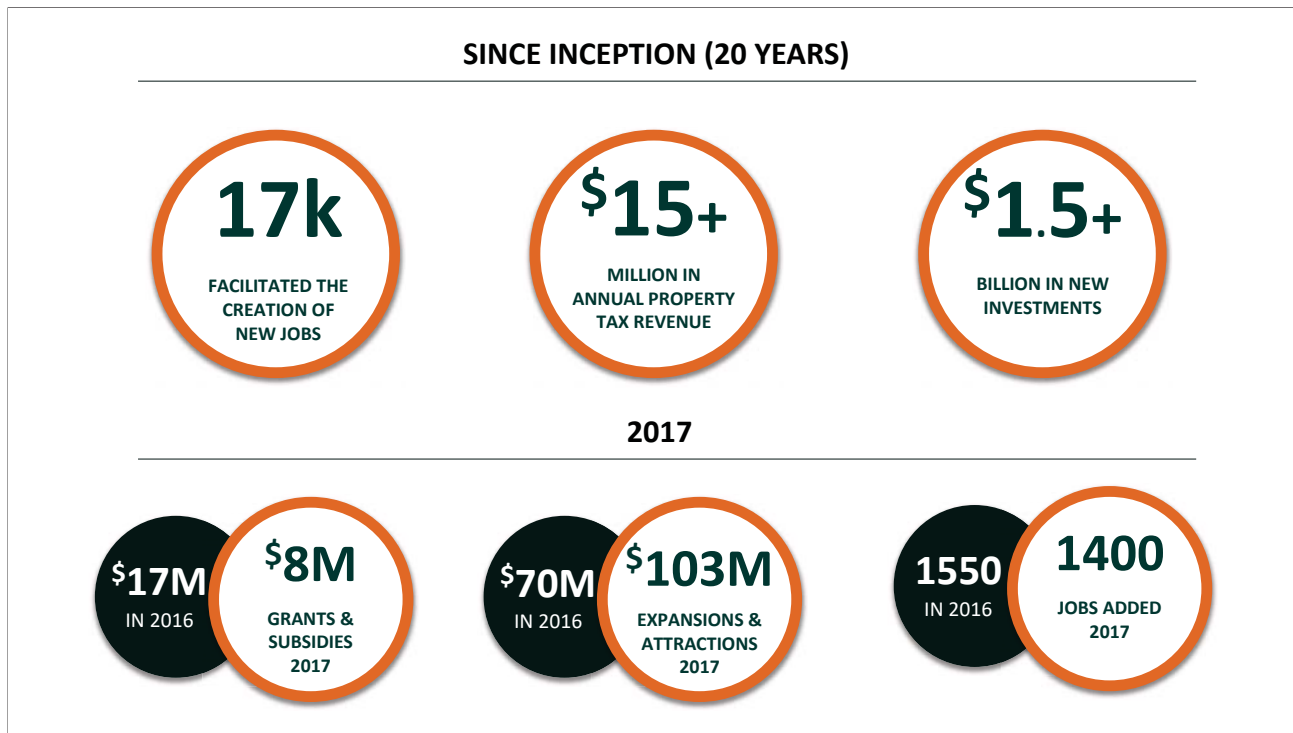 SINCE INCEPTION (20 YEARS)
17k
FACILITATED THE
CREATION OF
NEW JOBS
$15+
MILLION IN
ANNUAL PROPERTY
TAX REVENUE
$1.5+
BILLION IN NEW
INVESTMENTS
2017
$17M
IN 2016
$8M
GRANTS &
SUBSIDIES
2017
$70M
IN 2016
$103M
EXPANSIONS &
ATTRACTIONS
2017
1550
IN 2016
1400
JOBS ADDED
2017